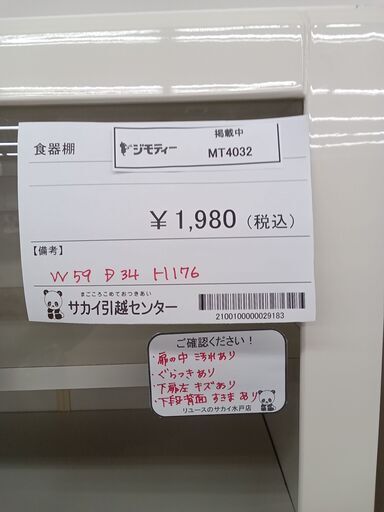 食器棚
ジモティー
掲載中
MT4032
¥1,980(税込)
【備考】
W59 D34 H176
まごころこめておつきあい
サカイ引越センター
2100100000029183
ご確認ください!
・扉の中 汚れあり
・ぐらつきあり
・下扉左 キズあり
・下段背面 すきまあり
リユースのサカイ水戸店